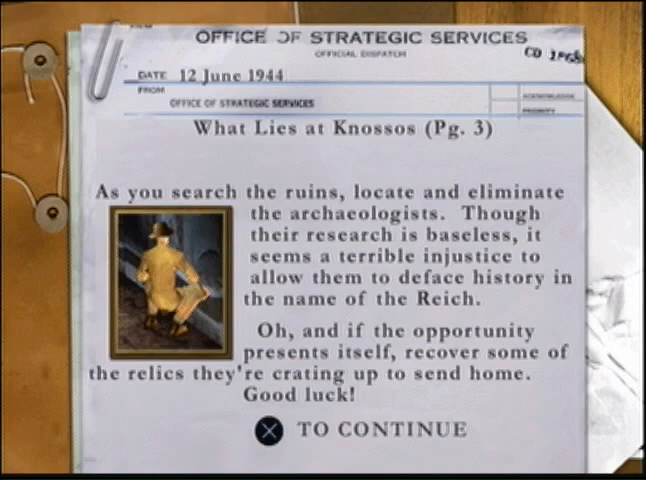 OFFICE OF STRATEGIC SERVICES
OFFICIAL DISPATCH
DATE 12 June 1944
FROM
OFFICE OF STRATEGIC SERVICES
ACKNOWLEDGE
PRIORITY
What Lies at Knossos (Pg. 3)
As you search the ruins, locate and eliminate
the archaeologists. Though
their research is baseless, it
seems a terrible injustice to
allow them to deface history in
the name of the Reich.
Oh, and if the opportunity
presents itself, recover some of
the relics they're crating up to send home.
Good luck!
TO CONTINUE